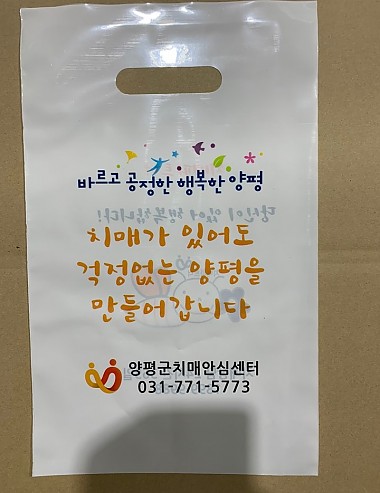 바르고 공정한 행복한 양평
치매가 있어도
걱정없는 양평을
만들어갑니다
양평군치매안심센터
031-771-5773